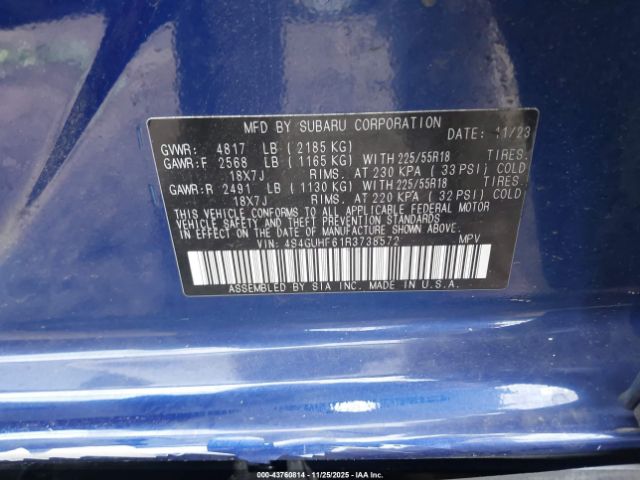 MFD BY SUBARU CORPORATION
DATE: 11/23
GVWR: 4817 LB (2185 KG)
GAWR:F 2568 LB (1165 KG) WITH 225/55R18 TIRES.
18X7J RIMS. AT 230 KPA (33 PSI) COLD
GAWR:R 2491 LB (1130 KG) WITH 225/55R18 TIRES.
18X7J RIMS. AT 220 KPA (32 PSI) COLD
THIS VEHICLE CONFORMS TO ALL APPLICABLE FEDERAL MOTOR
VEHICLE SAFETY, BUMPER, AND THEFT PREVENTION STANDARDS
IN EFFECT ON THE DATE OF MANUFACTURE SHOWN ABOVE.
VIN: 4S4GUHF61R3738572 MPV
ASSEMBLED BY SIA INC. MADE IN U.S.A.
000-43760814 - 11/25/2025 - IAAI.COM